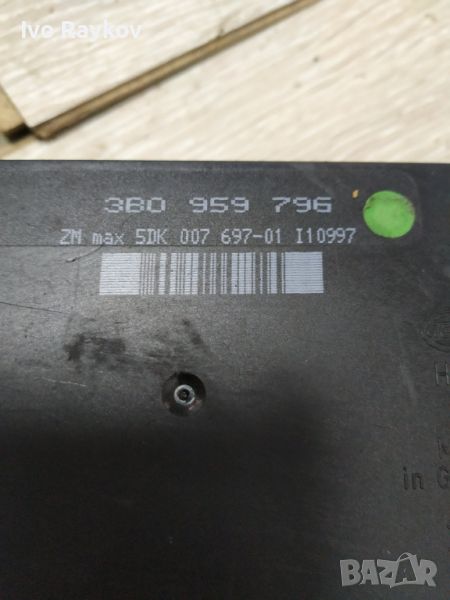 Ivo Raykov
3B0 959 796
ZM max 5DK 007 697-01 I10997
H
in G
BAZAR